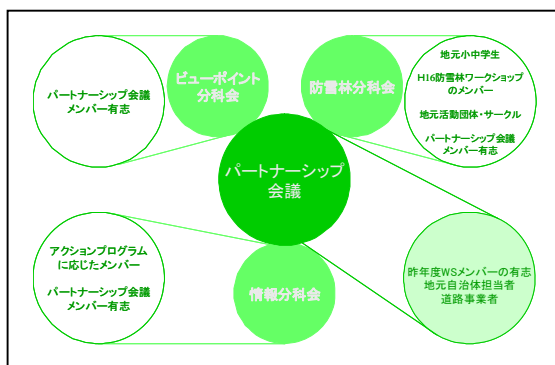 ビューポイント
分科会
防雪林分科会
パートナーシップ会議
メンバー有志
地元小中学生
H16防雪林ワークショップ
のメンバー
地元活動団体・サークル
パートナーシップ会議
メンバー有志
パートナーシップ
会議
アクションプログラム
に応じたメンバー
パートナーシップ会議
メンバー有志
情報分科会
昨年度WSメンバーの有志
地元自治体担当者
道路事業者